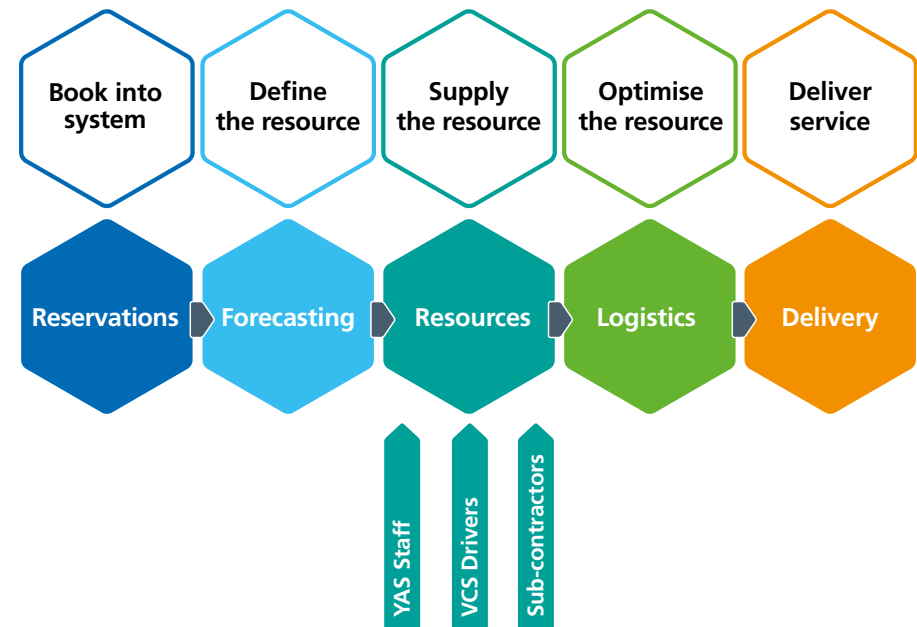 Book into
system
Define
the resource
Supply
the resource
Optimise
the resource
Deliver
service
Reservations
Forecasting
Resources
Logistics
Delivery
YAS Staff
VCS Drivers
Sub-contractors